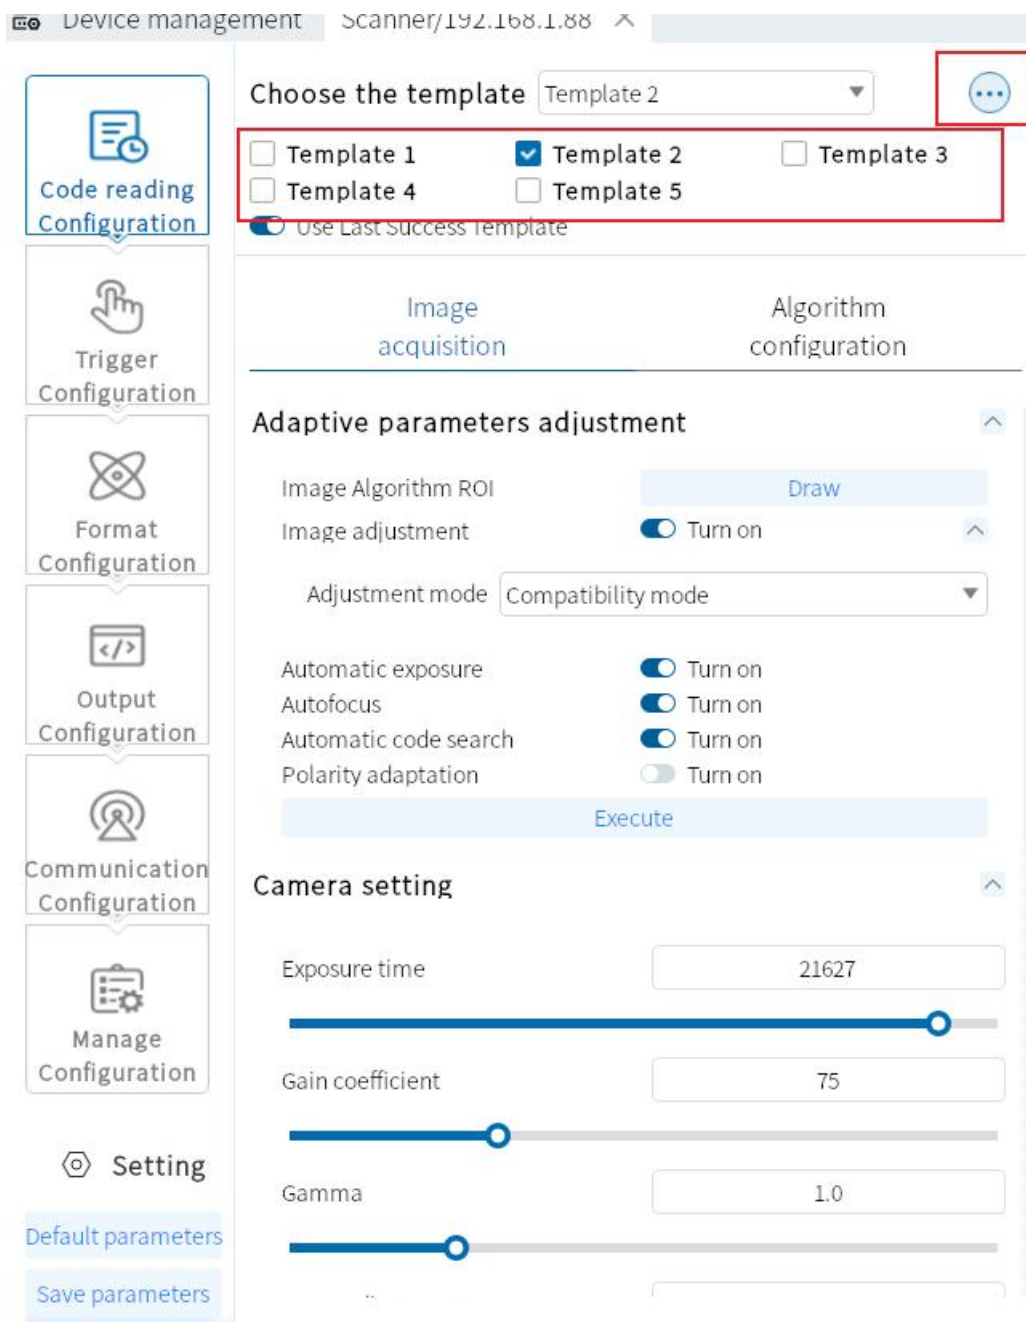 Device management
Scanner/192.168.1.88
Choose the template
Template 2
Template 1
Template 2
Template 3
Template 4
Template 5
Use Last Success Template
Code reading
Configuration
Trigger
Configuration
Format
Configuration
Output
Configuration
Communication
Configuration
Manage
Configuration
Setting
Default parameters
Save parameters
Image
acquisition
Algorithm
configuration
Adaptive parameters adjustment
Image Algorithm ROI
Draw
Image adjustment
Turn on
Adjustment mode
Compatibility mode
Automatic exposure
Turn on
Autofocus
Turn on
Automatic code search
Turn on
Polarity adaptation
Turn on
Execute
Camera setting
Exposure time
21627
Gain coefficient
75
Gamma
1.0